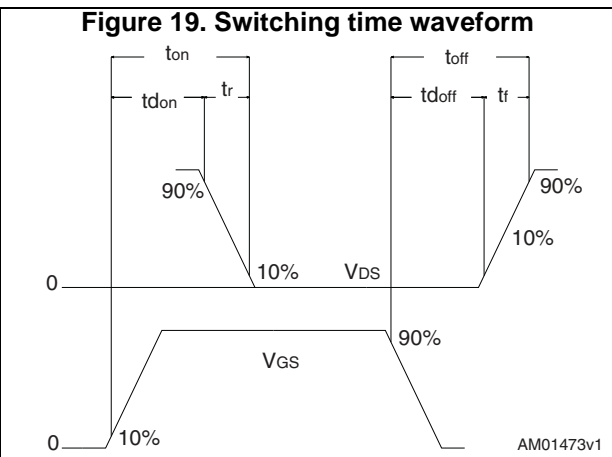 Figure 19. Switching time waveform
ton
toff
tdon
tr
tdoff
tf
90%
90%
10%
10%
VDS
0
90%
VGS
10%
0
AM01473v1